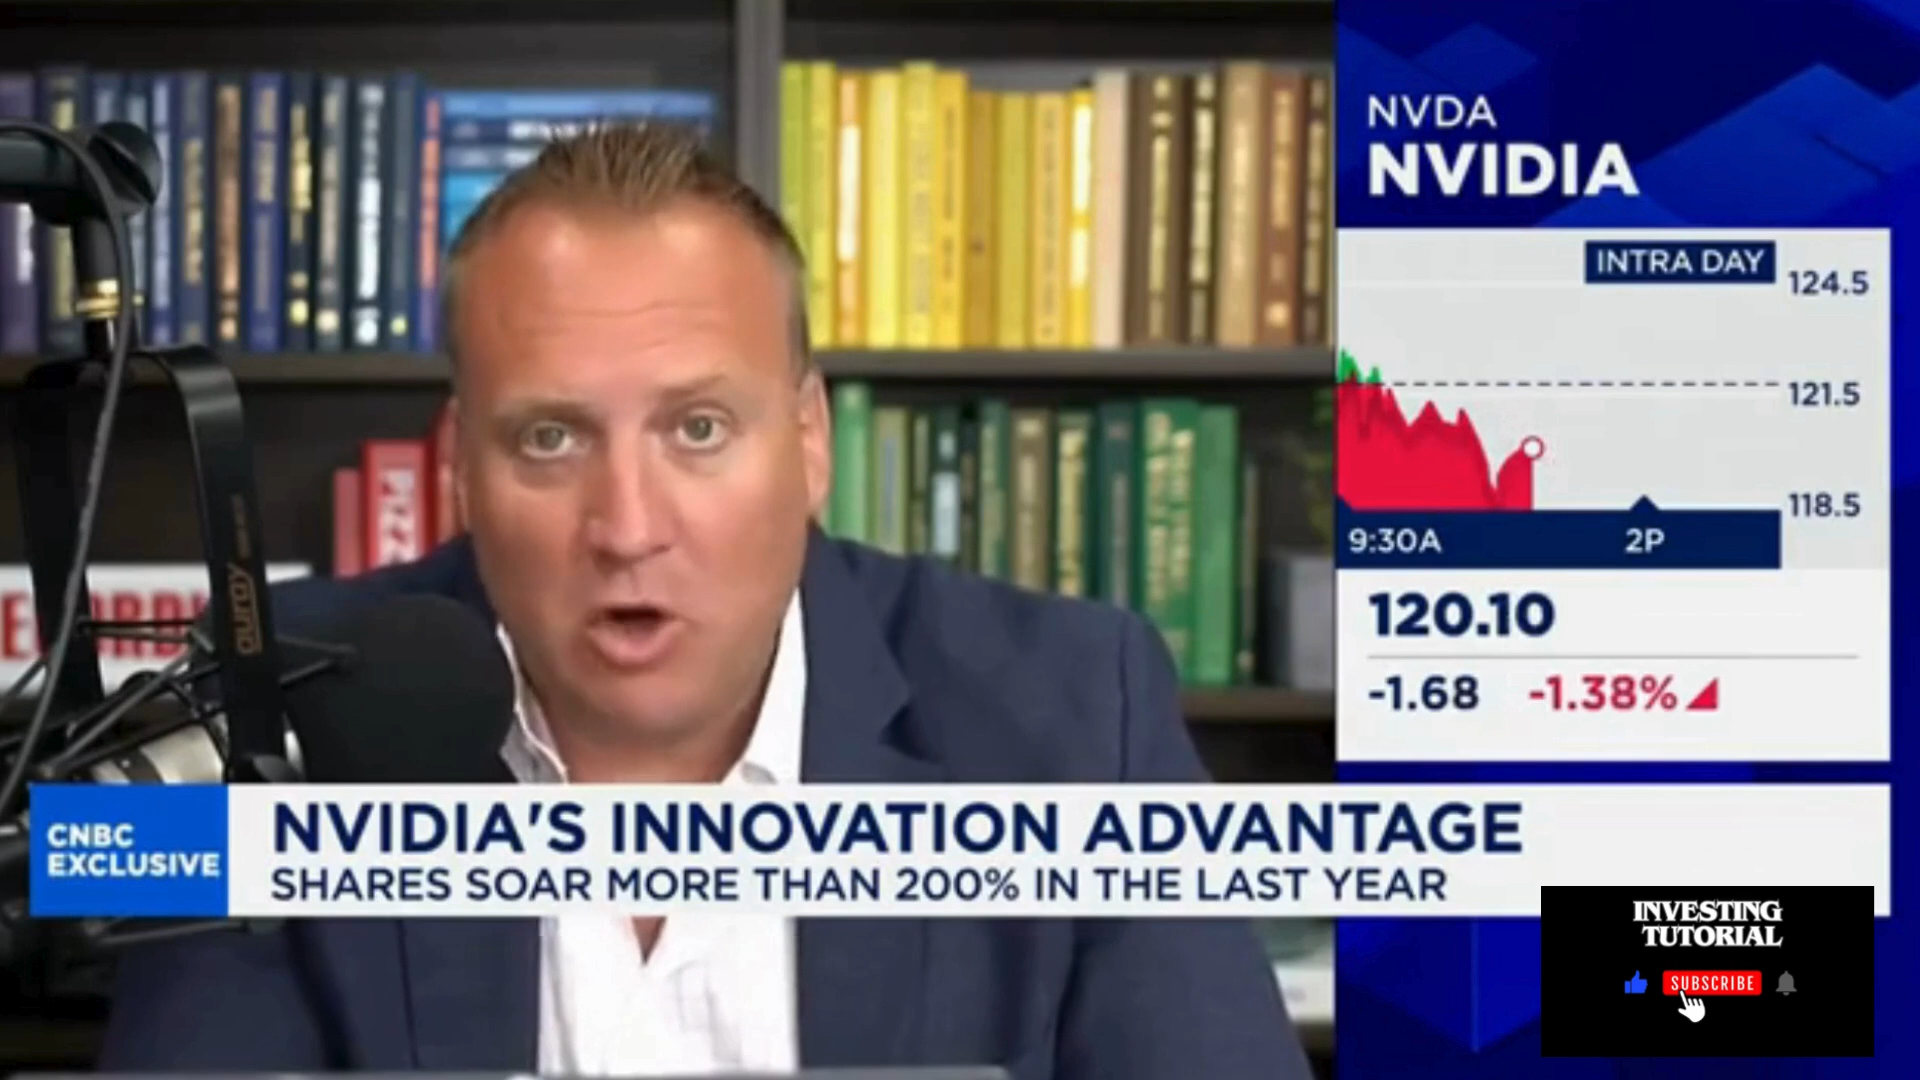 NVDA
NVIDIA
INTRA DAY
124.5
121.5
118.5
9:30A
2P
120.10
-1.68 -1.38%
CNBC
EXCLUSIVE
NVIDIA'S INNOVATION ADVANTAGE
SHARES SOAR MORE THAN 200% IN THE LAST YEAR
INVESTING
TUTORIAL
SUBSCRIBE
auray